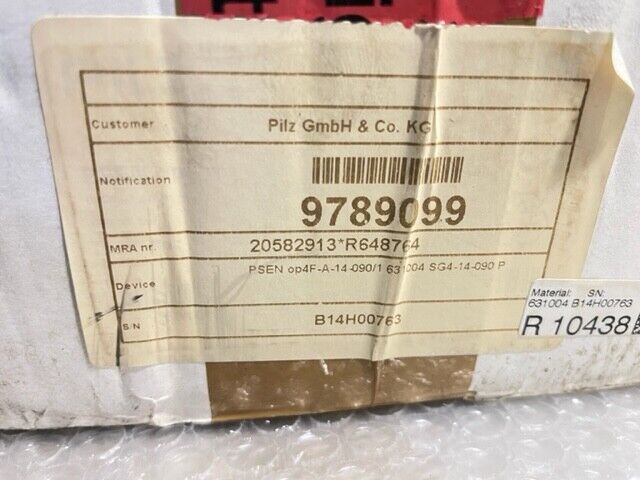 Customer Pilz GmbH & Co. KG
Notification
9789099
MRA nr. 20582913*R648764
Device PSEN op4F-A-14-090/1 631004 SG4-14-090 P
S/N B14H00763
Material: SN:
631004 B14H00763
R 10438